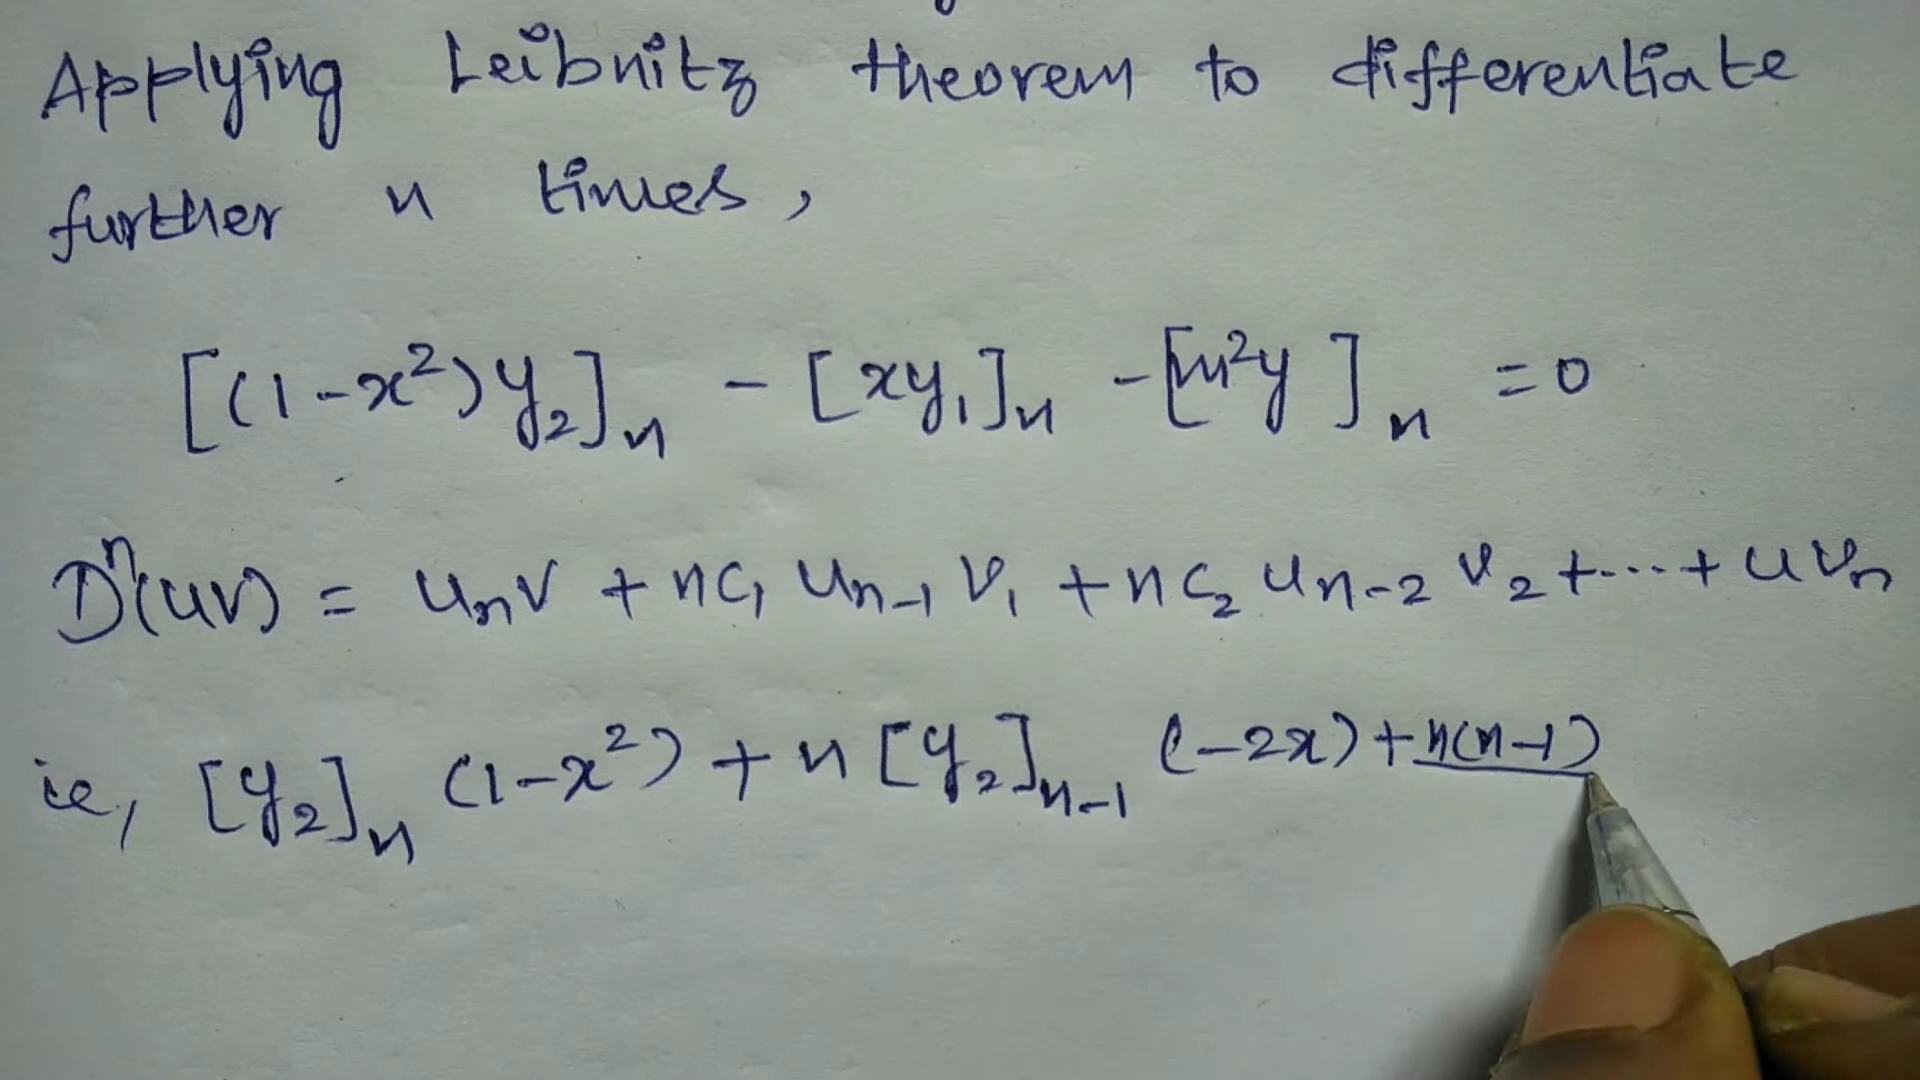 Applying Leibnitz theorem to differentiate
further n times,
[(1-x²)y₂]ₙ - [xy₁]ₙ - [m²y]ₙ = 0
Dⁿ(uv) = uₙv + nc₁ uₙ₋₁ v₁ + nc₂ uₙ₋₂ v₂ + ... + uvₙ
ie, [y₂]ₙ (1-x²) + n [y₂]ₙ₋₁ (-2x) + n(n-1)